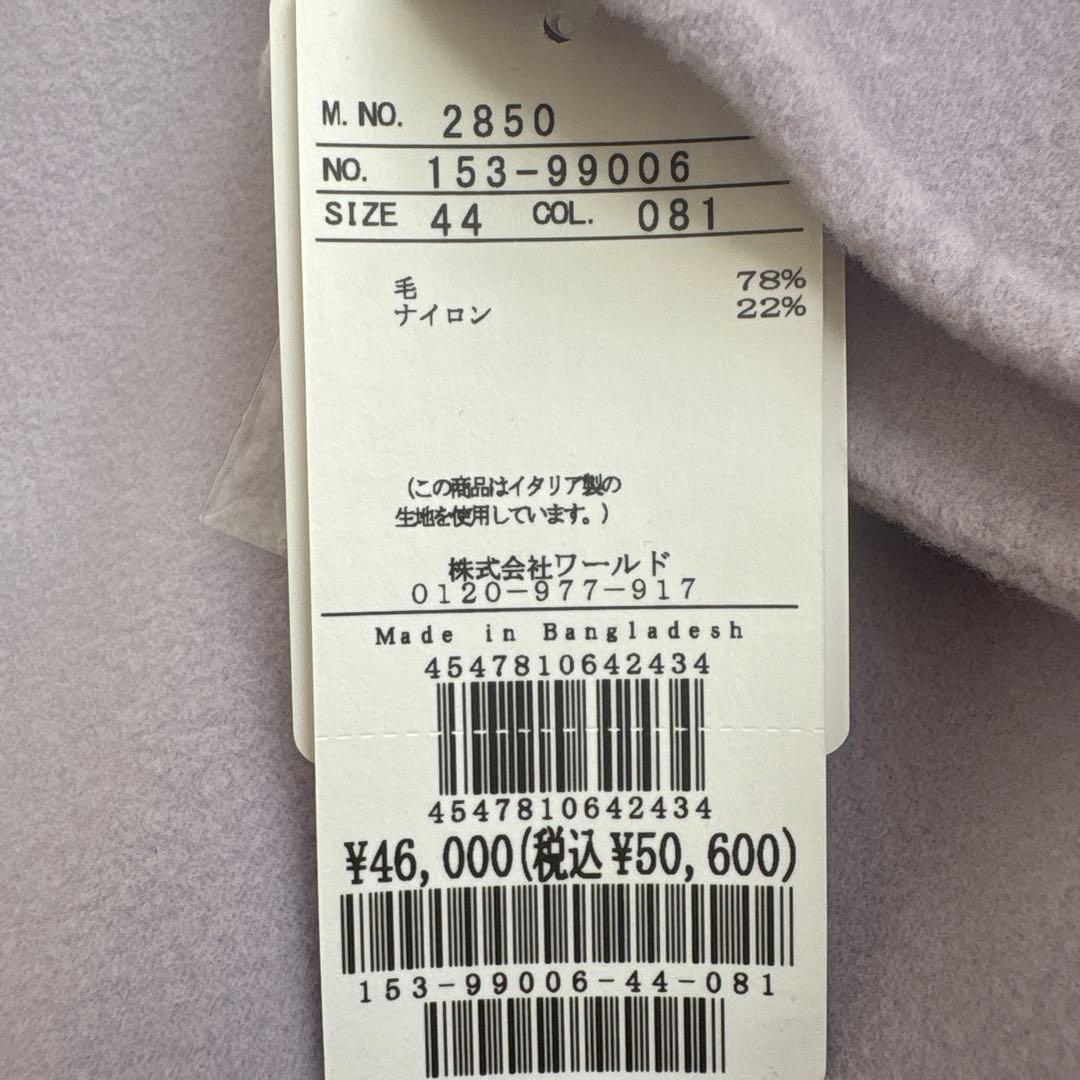 M. NO. 2850
NO. 153-99006
SIZE 44 COL. 081
毛 78%
ナイロン 22%
(この商品はイタリア製の
生地を使用しています。)
株式会社ワールド
0120-977-917
Made in Bangladesh
4547810642434
4547810642434
¥46,000(税込¥50,600)
153-99006-44-081